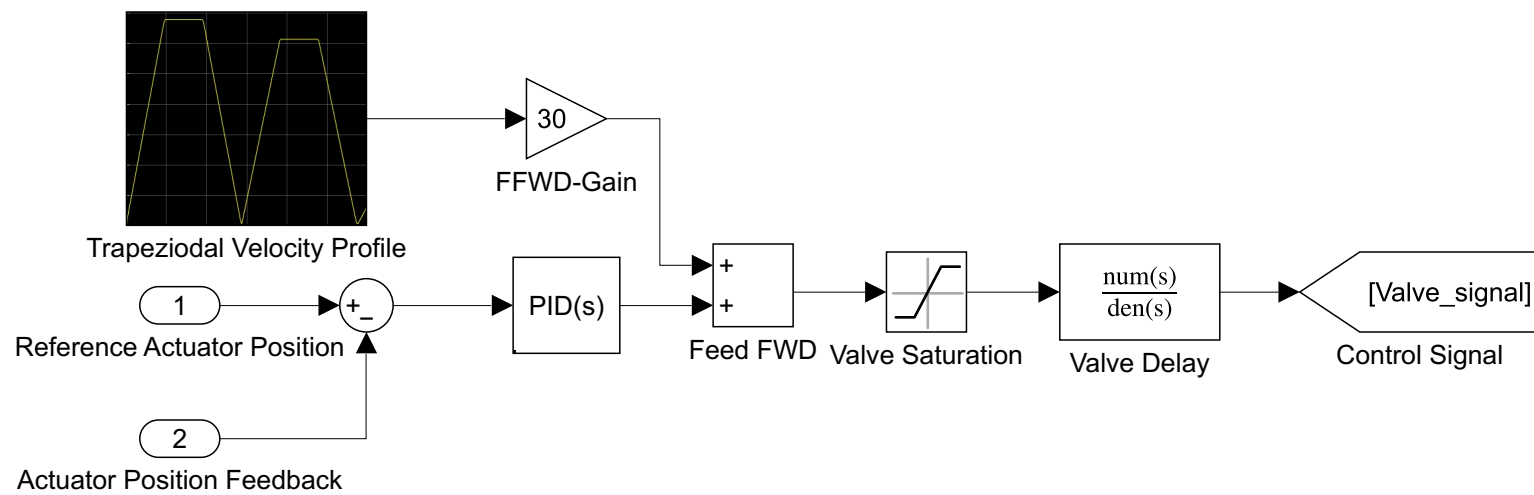 30
FFWD-Gain
Trapeziodal Velocity Profile
1
+
−
Reference Actuator Position
PID(s)
+
+
Feed FWD
Valve Saturation
num(s)
den(s)
Valve Delay
[Valve_signal]
Control Signal
2
Actuator Position Feedback